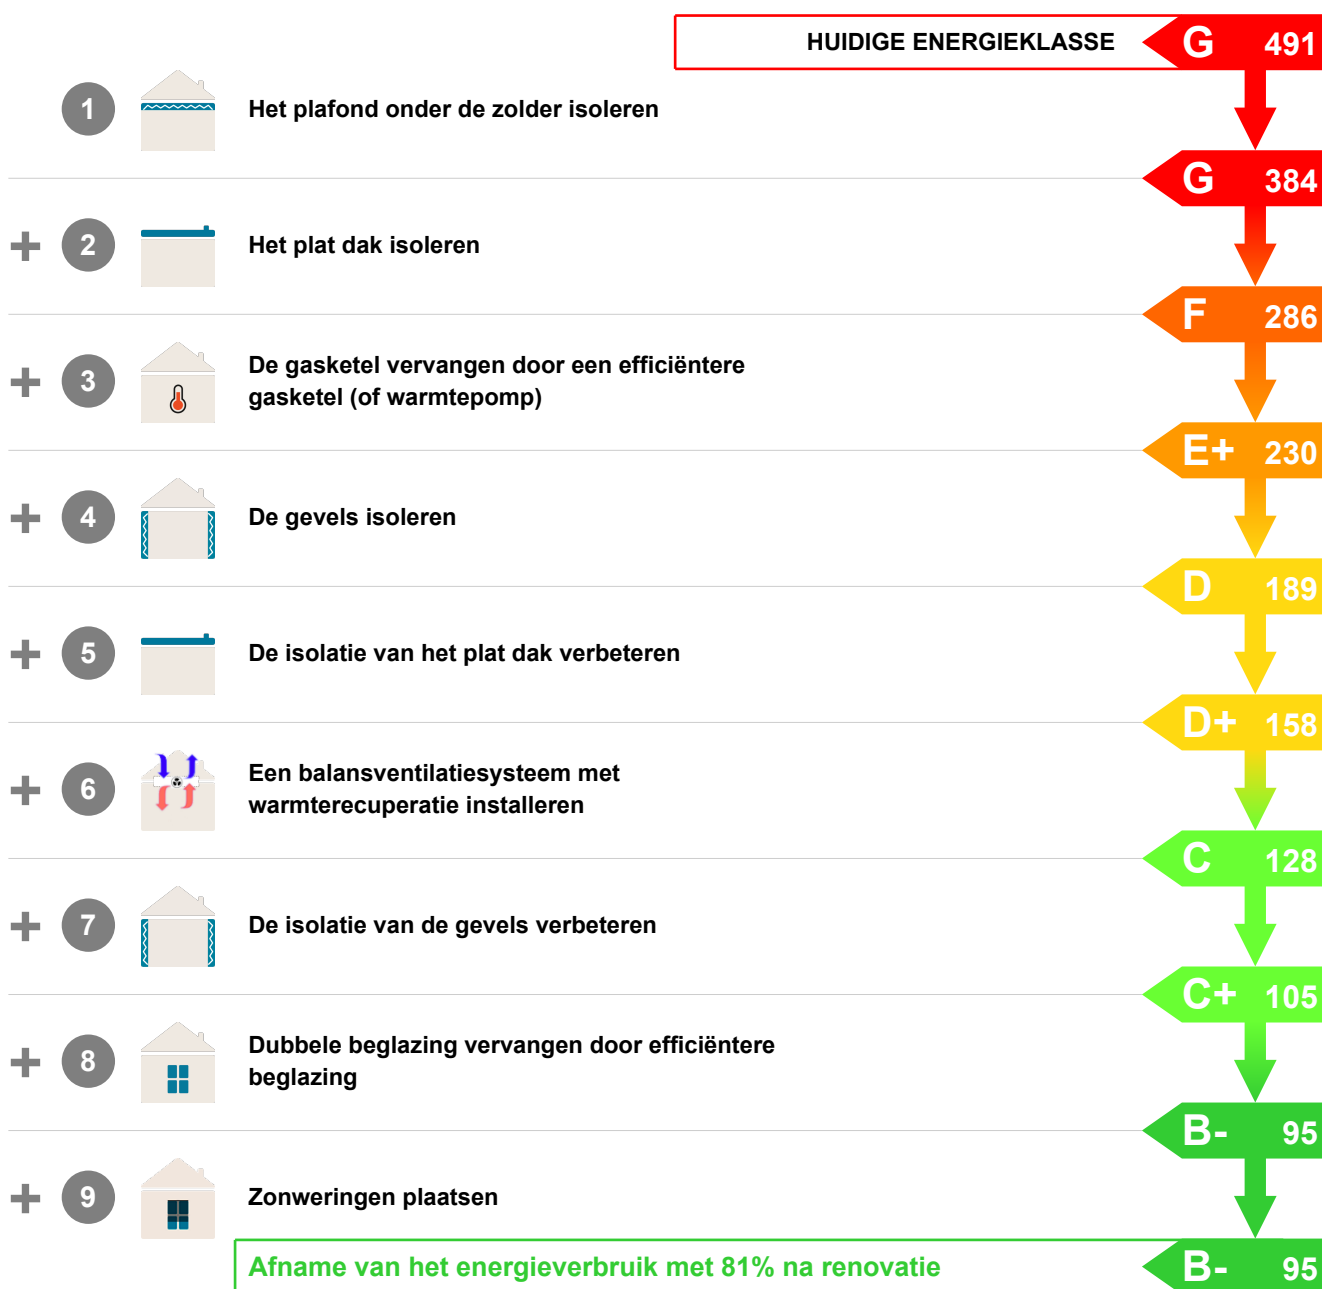 HUIDIGE ENERGIEKLASSE G 491
1 Het plafond onder de zolder isoleren
G 384
+ 2 Het plat dak isoleren
F 286
+ 3 De gasketel vervangen door een efficiëntere
gasketel (of warmtepomp)
E+ 230
+ 4 De gevels isoleren
D 189
+ 5 De isolatie van het plat dak verbeteren
D+ 158
+ 6 Een balansventilatiesysteem met
warmterecuperatie installeren
C 128
+ 7 De isolatie van de gevels verbeteren
C+ 105
+ 8 Dubbele beglazing vervangen door efficiëntere
beglazing
B- 95
+ 9 Zonweringen plaatsen
Afname van het energieverbruik met 81% na renovatie B- 95